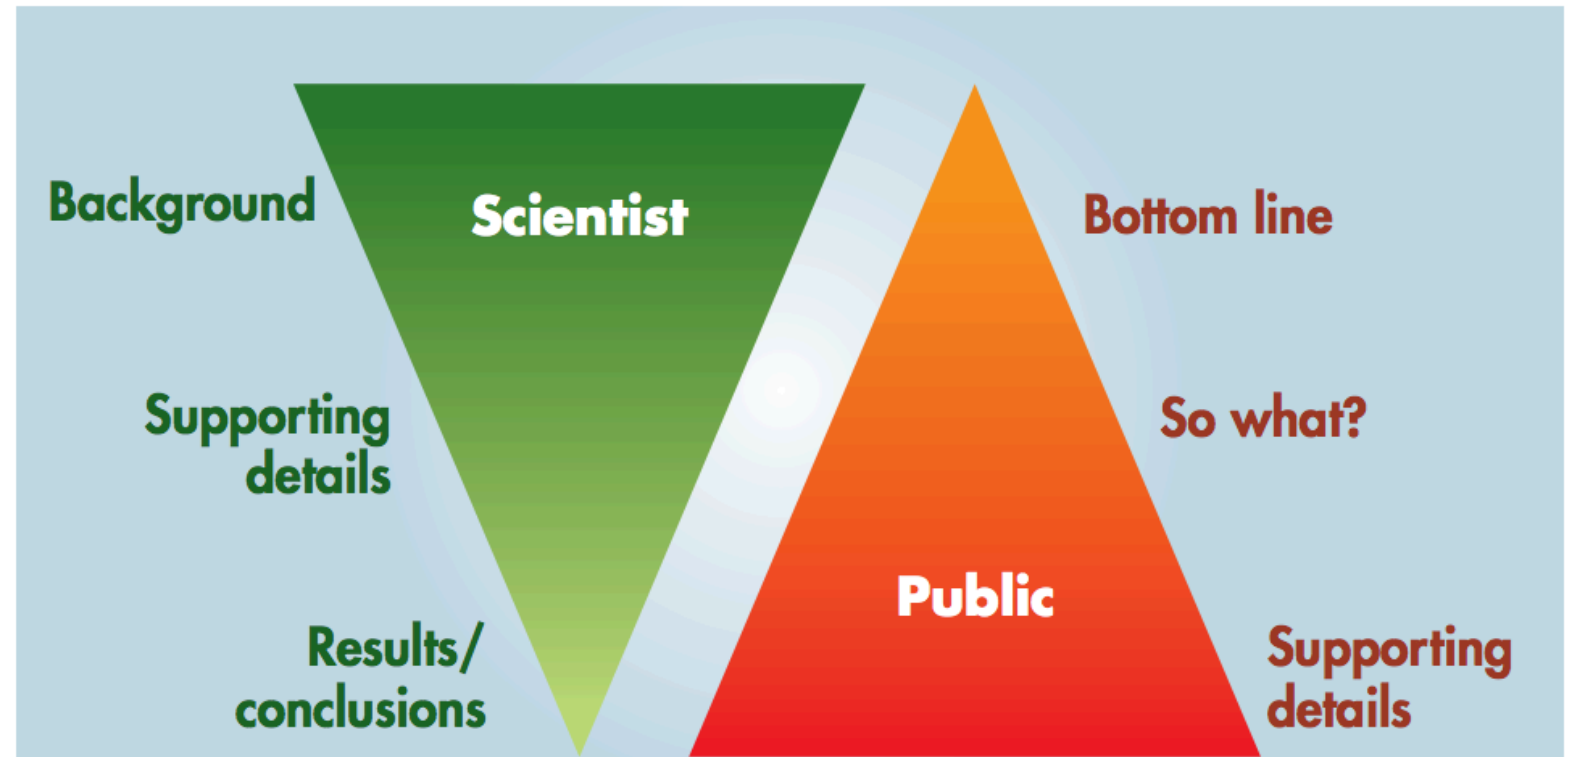 Background
Scientist
Bottom line
Supporting
details
So what?
Public
Results/
conclusions
Supporting
details